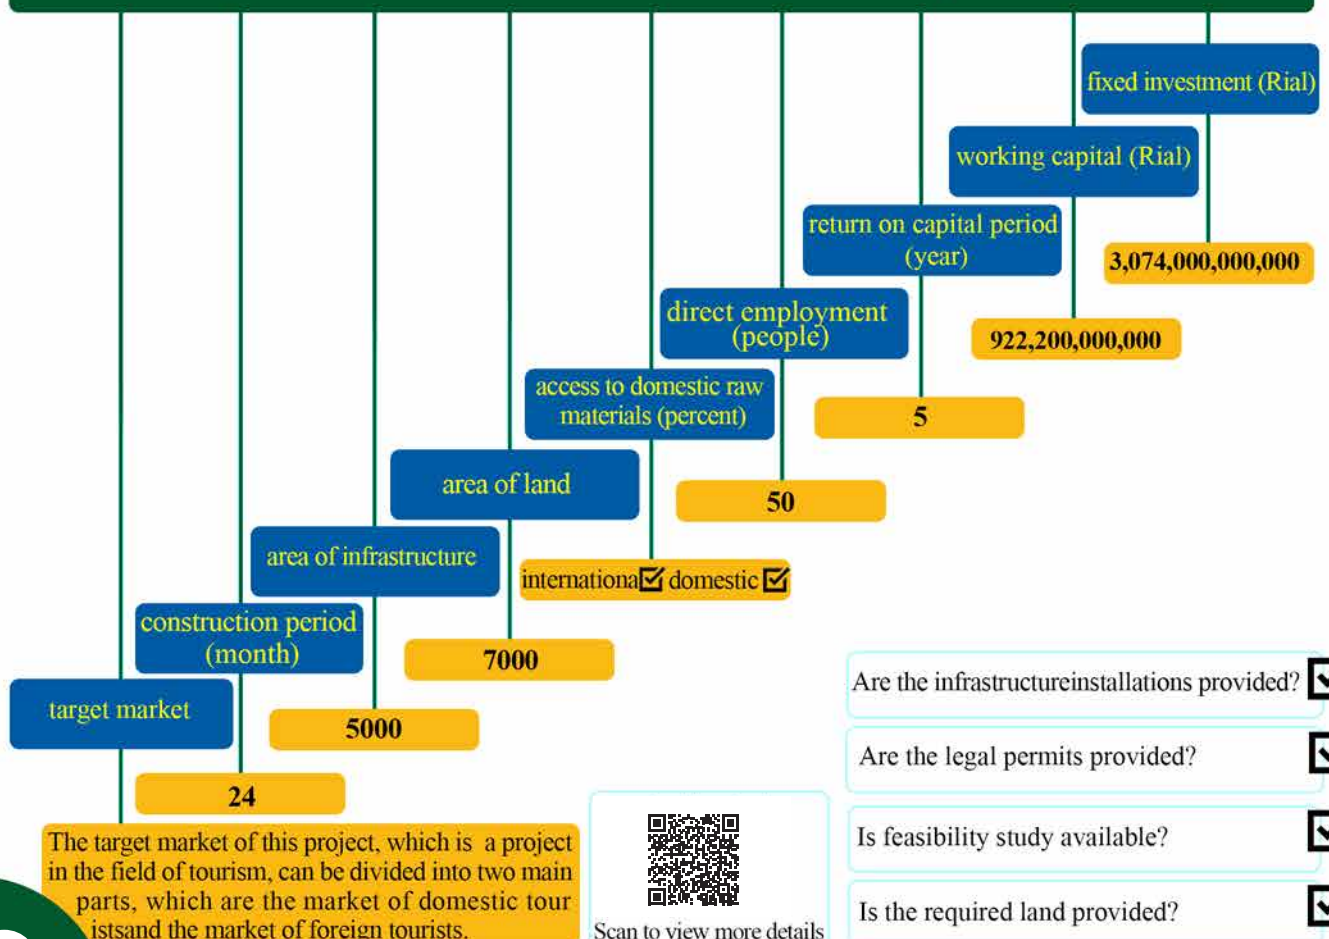 fixed investment (Rial)
3,074,000,000,000
working capital (Rial)
922,200,000,000
return on capital period
(year)
5
direct employment
(people)
50
access to domestic raw
materials (percent)
internationa domestic
area of land
7000
area of infrastructure
5000
construction period
(month)
24
target market
The target market of this project, which is a project
in the field of tourism, can be divided into two main
parts, which are the market of domestic tour
istsand the market of foreign tourists.
Scan to view more details
Are the infrastructureinstallations provided?
Are the legal permits provided?
Is feasibility study available?
Is the required land provided?